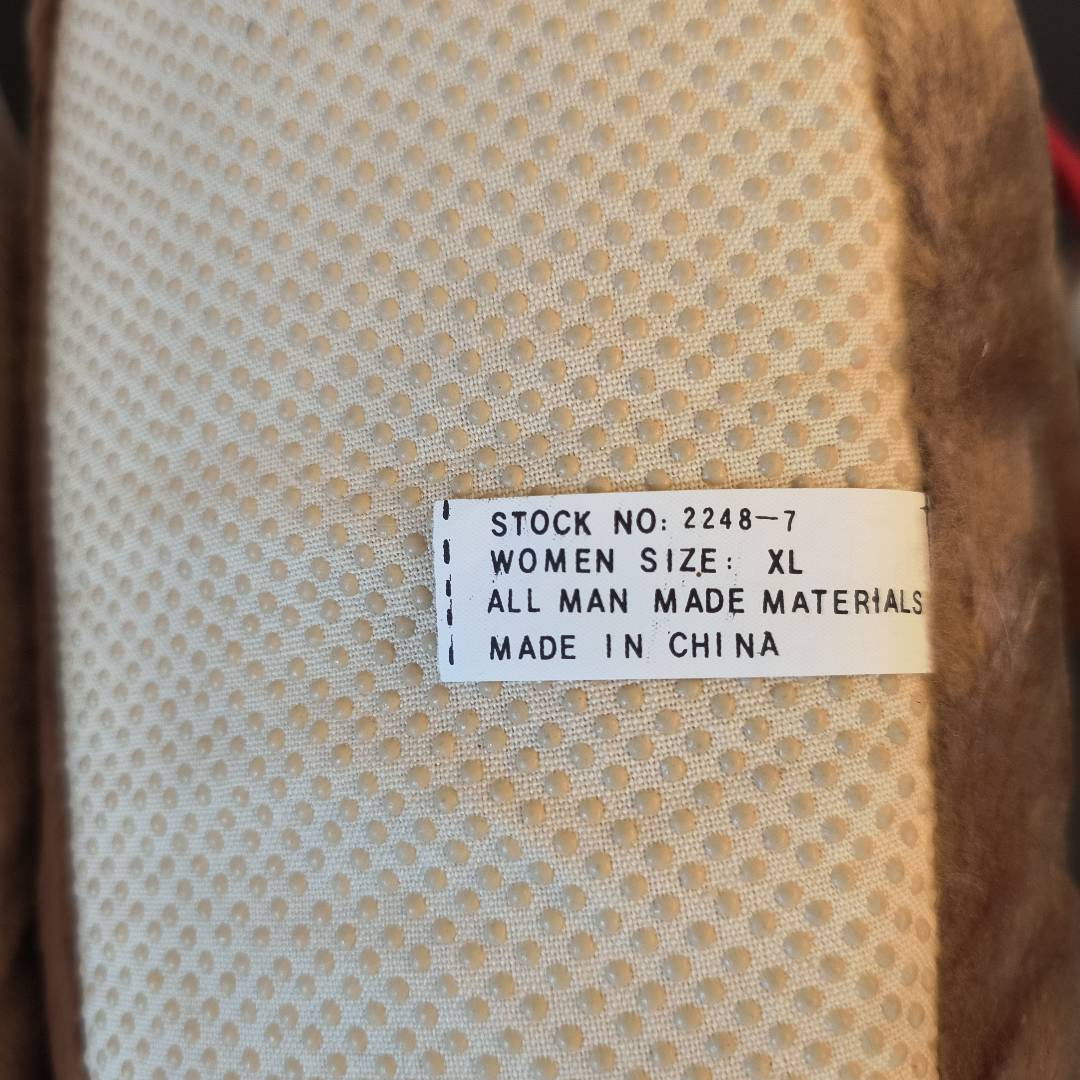 STOCK NO: 2248-7
WOMEN SIZE: XL
ALL MAN MADE MATERIALS
MADE IN CHINA